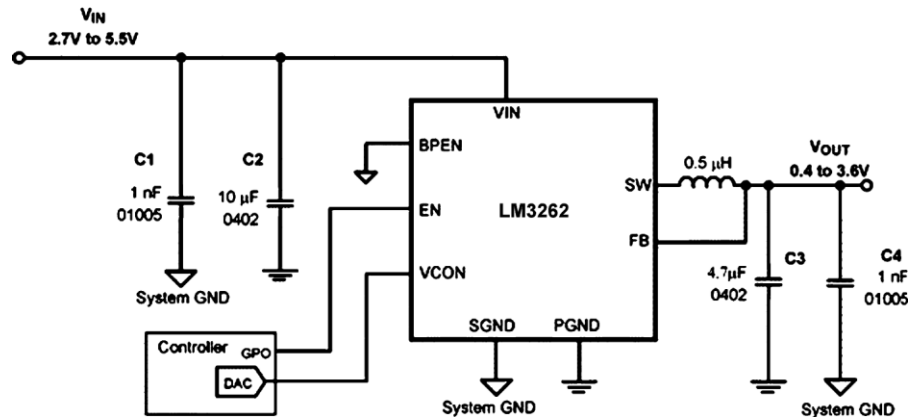 VIN
2.7V to 5.5V
VIN
C1
C2
BPEN
1 nF
01005
10 µF
0402
EN
VCON
LM3262
SW
FB
0.5 µH
VOUT
0.4 to 3.6V
C3
4.7µF
0402
C4
1 nF
01005
System GND
SGND
PGND
Controller
GPO
DAC
System GND
System GND